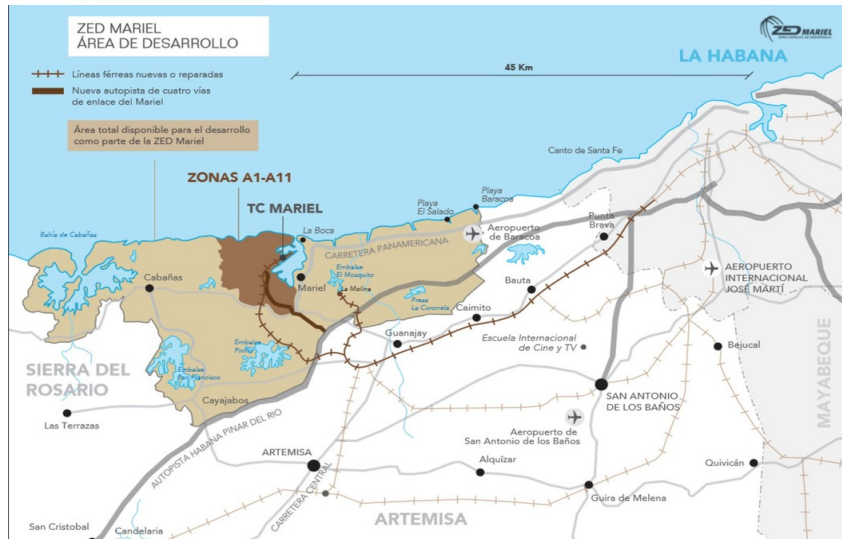 ZED MARIEL
ÁREA DE DESARROLLO
ZED MARIEL
LA HABANA
45 Km
Líneas férreas nuevas o reparadas
Nueva autopista de cuatro vías
de enlace del Mariel
Área total disponible para el desarrollo
como parte de la ZED Mariel
Canto de Santa Fe
ZONAS A1-A11
TC MARIEL
Playa
El Salado
Playa
Baracoa
Bahía de Cabañas
La Boca
CARRETERA PANAMERICANA
Aeropuerto
de Baracoa
Punta
Brava
Cabañas
Mariel
Embalse
El Mosquito
La Molina
AEROPUERTO
INTERNACIONAL
JOSÉ MARTÍ
Presa
La Coronela
Bauta
Caimito
Guanajay
Escuela Internacional
de Cine y TV
Bejucal
Embalse
Embalse
San Francisco
SIERRA DEL
ROSARIO
Cayajabos
Las Terrazas
SAN ANTONIO
DE LOS BAÑOS
MAYABEQUE
AUTOPISTA HABANA PINAR DEL RIO
Aeropuerto de
San Antonio de los Baños
ARTEMISA
Alquízar
Quivicán
CARRETERA CENTRAL
Guira de Melena
ARTEMISA
San Cristobal
Candelaria